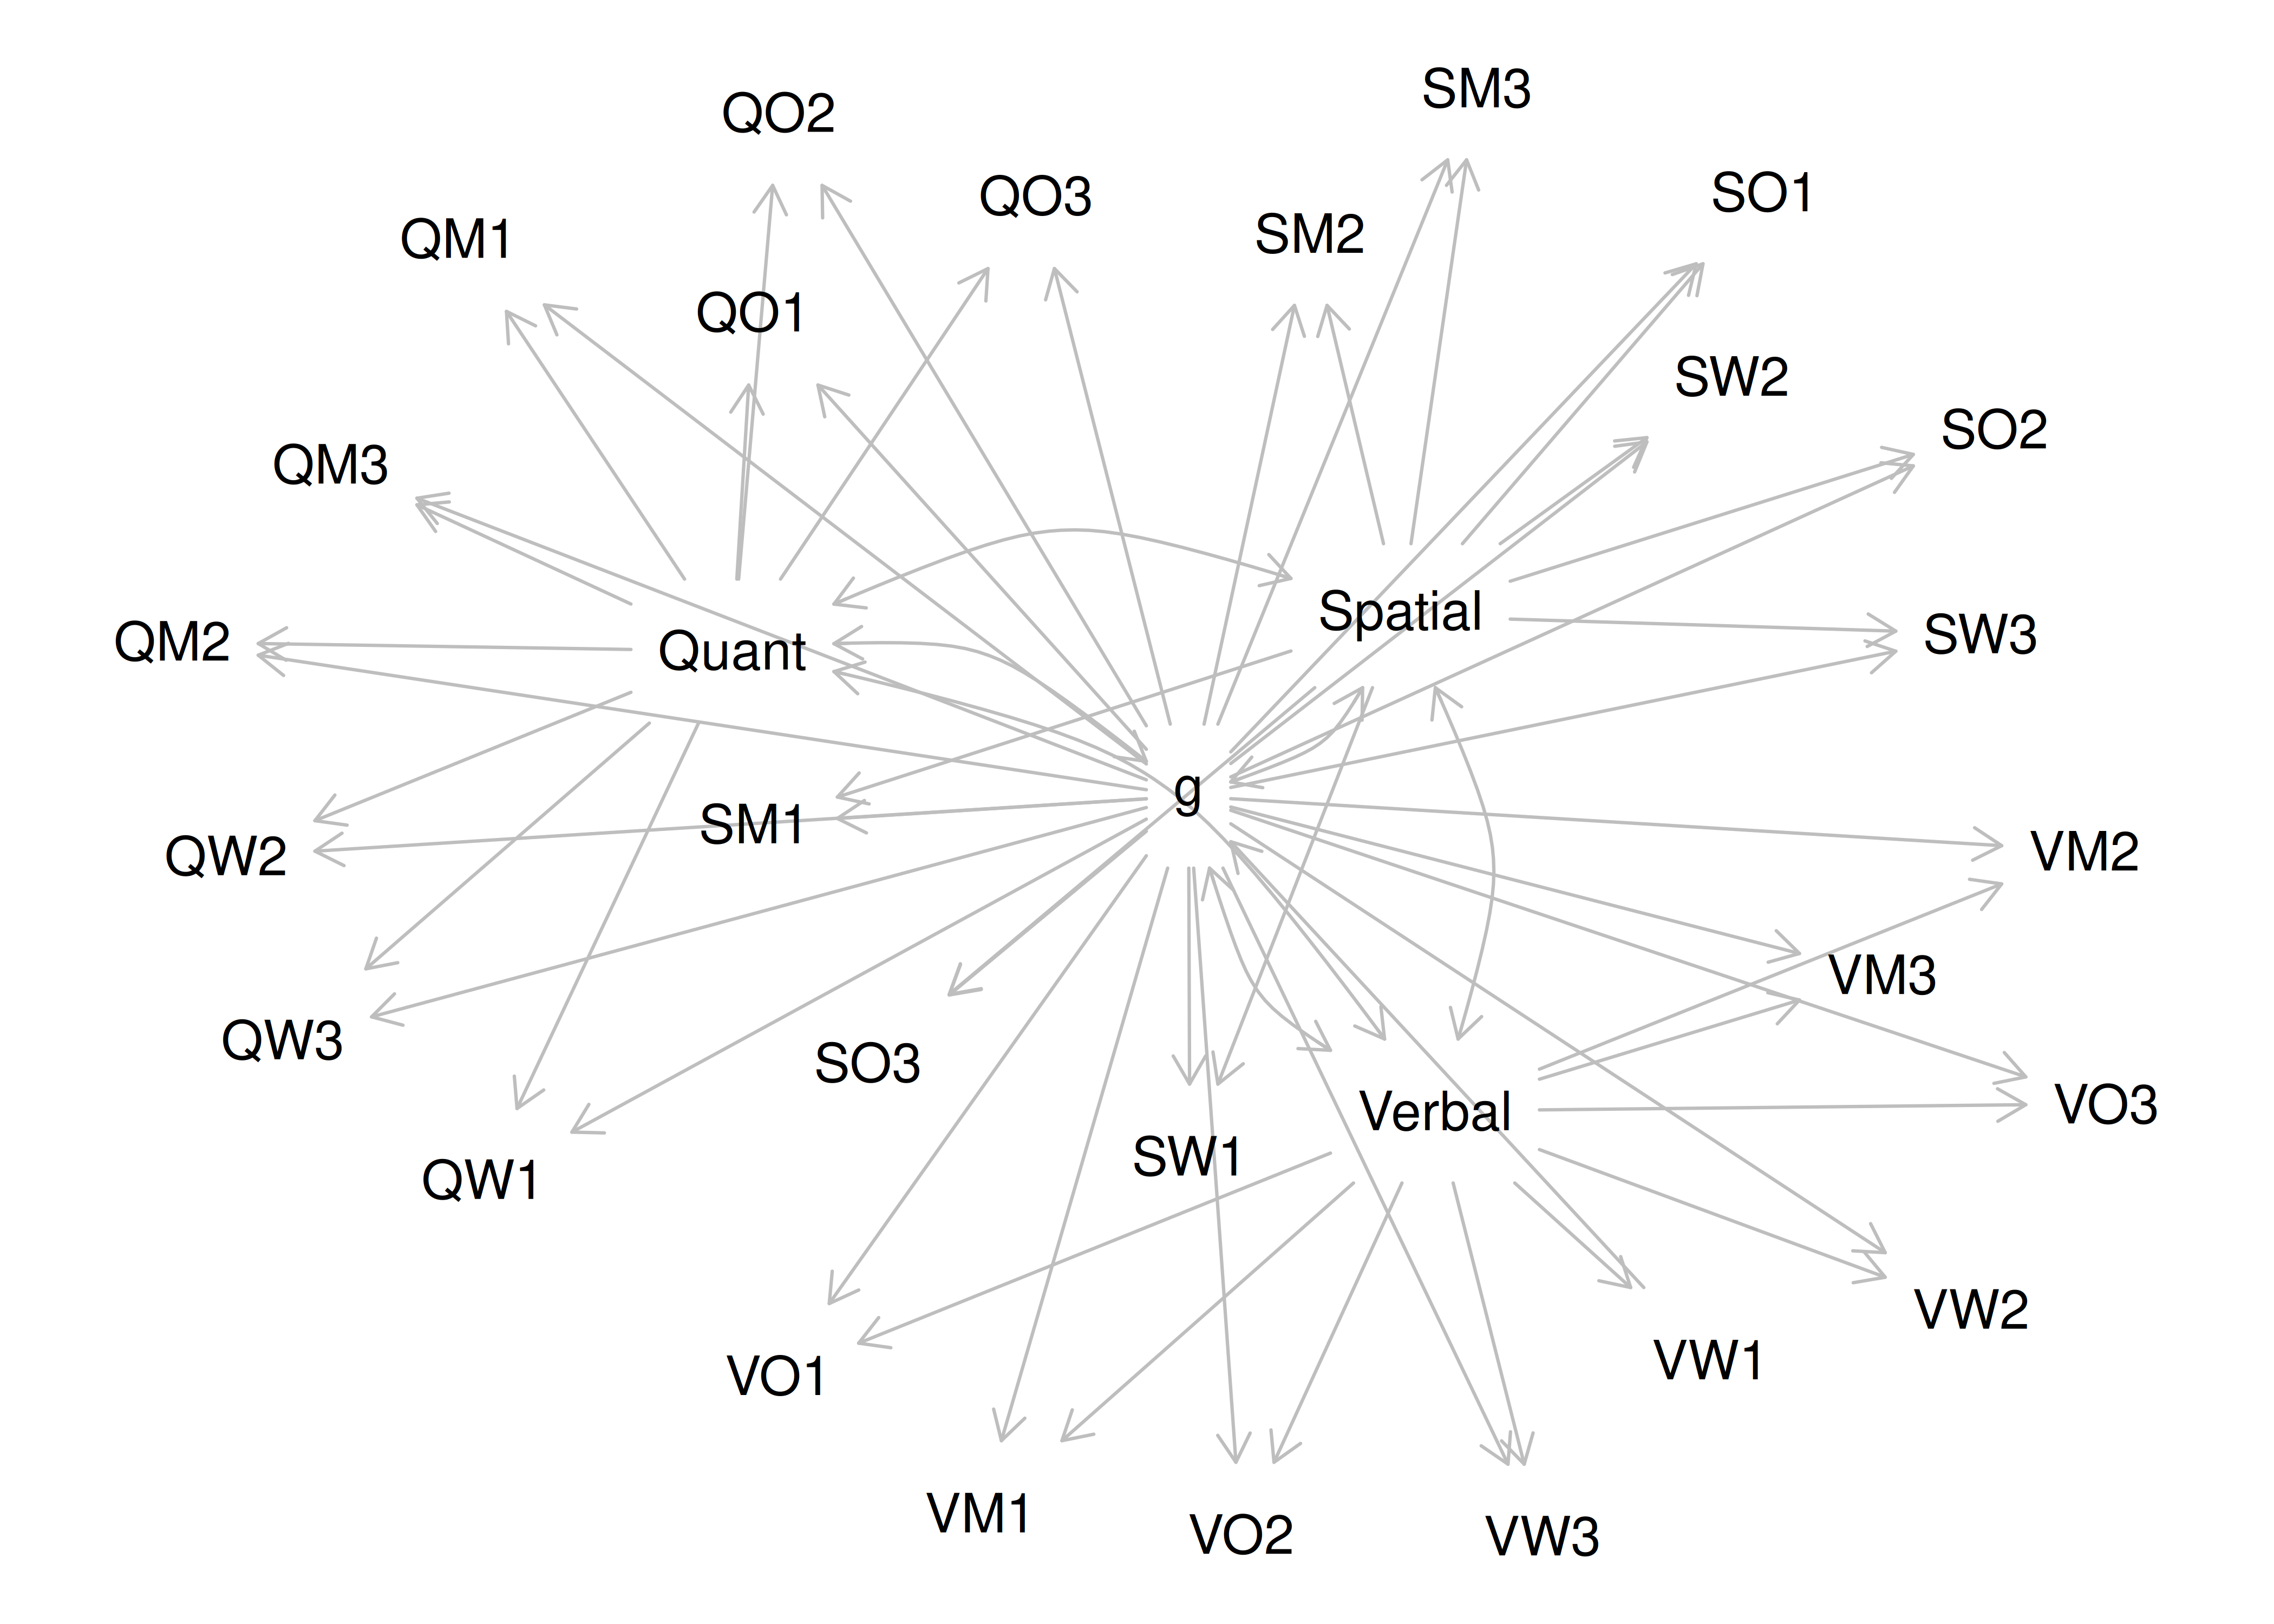 SM3
QO2
SO1
QO3
SM2
QM1
QO1
SW2
SO2
QM3
Spatial
SW3
QM2
Quant
g
SM1
VM2
QW2
VM3
QW3
SO3
VO3
Verbal
SW1
QW1
VW2
VW1
VO1
VM1
VO2
VW3